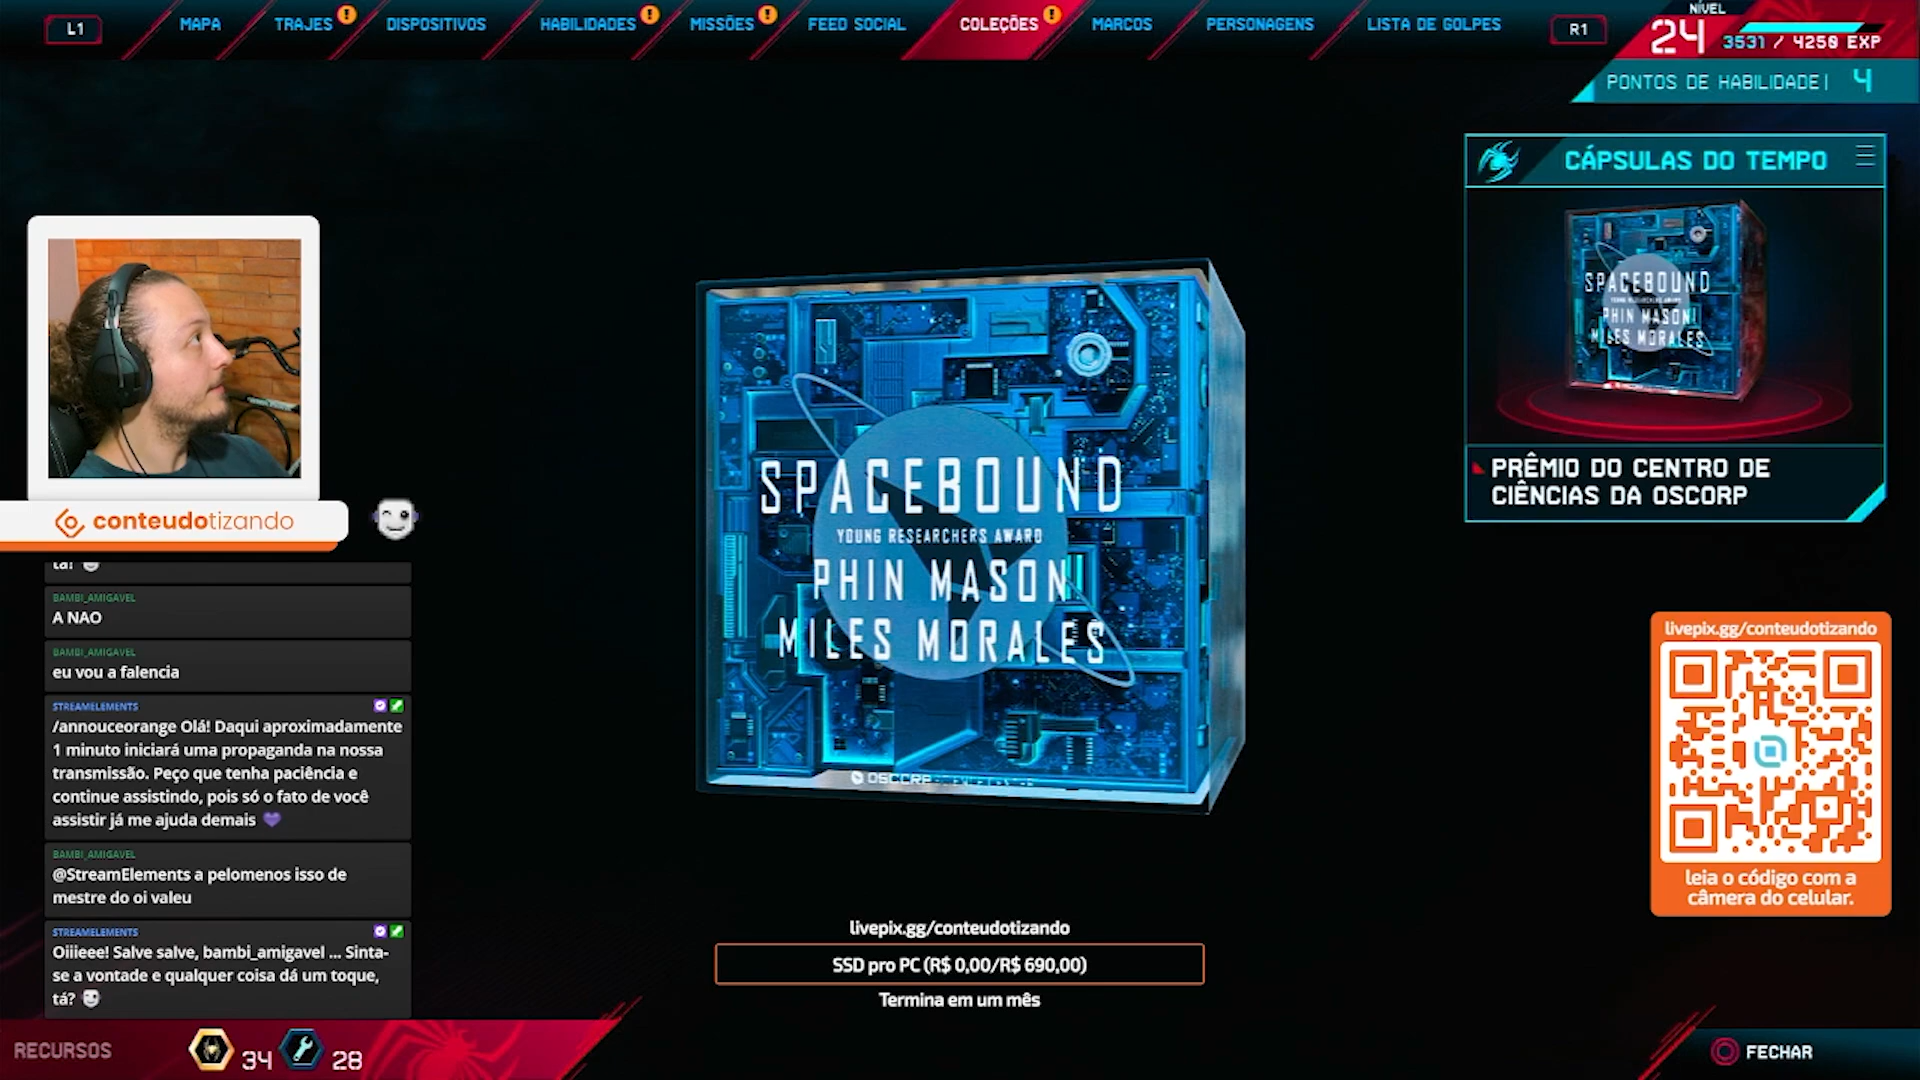 L1
MAPA
TRAJES
DISPOSITIVOS
HABILIDADES
MISSÕES
FEED SOCIAL
COLEÇÕES
MARCOS
PERSONAGENS
LISTA DE GOLPES
R1
NÍVEL
24
3531 / 4250 EXP
PONTOS DE HABILIDADE| 4
CÁPSULAS DO TEMPO
SPACEBOUND
YOUNG RESEARCHERS AWARD
PHIN MASON
MILES MORALES
PRÊMIO DO CENTRO DE
CIÊNCIAS DA OSCORP
SPACEBOUND
YOUNG RESEARCHERS AWARD
PHIN MASON
MILES MORALES
OSCORP
conteudotizando
ta?
BAMBI_AMIGAVEL
A NAO
BAMBI_AMIGAVEL
eu vou a falencia
STREAMELEMENTS
/annouceorange Olá! Daqui aproximadamente
1 minuto iniciará uma propaganda na nossa
transmissão. Peço que tenha paciência e
continue assistindo, pois só o fato de você
assistir já me ajuda demais
BAMBI_AMIGAVEL
@StreamElements a pelomenos isso de
mestre do oi valeu
STREAMELEMENTS
Oiiieee! Salve salve, bambi_amigavel ... Sinta-
se a vontade e qualquer coisa dá um toque,
tá?
livepix.gg/conteudotizando
leia o código com a
câmera do celular.
livepix.gg/conteudotizando
SSD pro PC (R$ 0,00/R$ 690,00)
Termina em um mês
RECURSOS
34
28
FECHAR